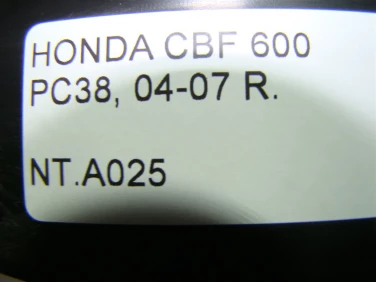 HONDA CBF 600
PC38, 04-07 R.
NT.A025